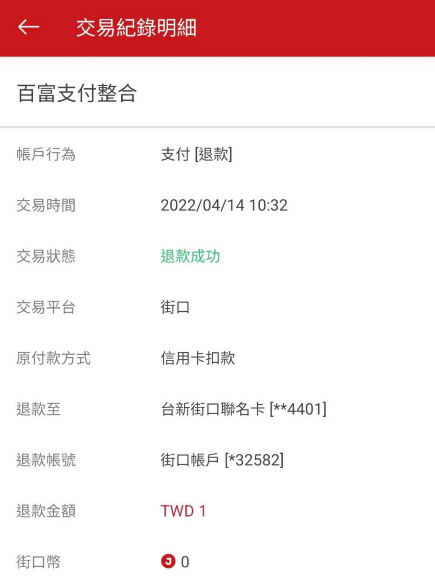 交易紀錄明細
百富支付整合
帳戶行為 支付 [退款]
交易時間 2022/04/14 10:32
交易狀態 退款成功
交易平台 街口
原付款方式 信用卡扣款
退款至 台新街口聯名卡 [**4401]
退款帳號 街口帳戶 [*32582]
退款金額 TWD 1
街口幣 J 0